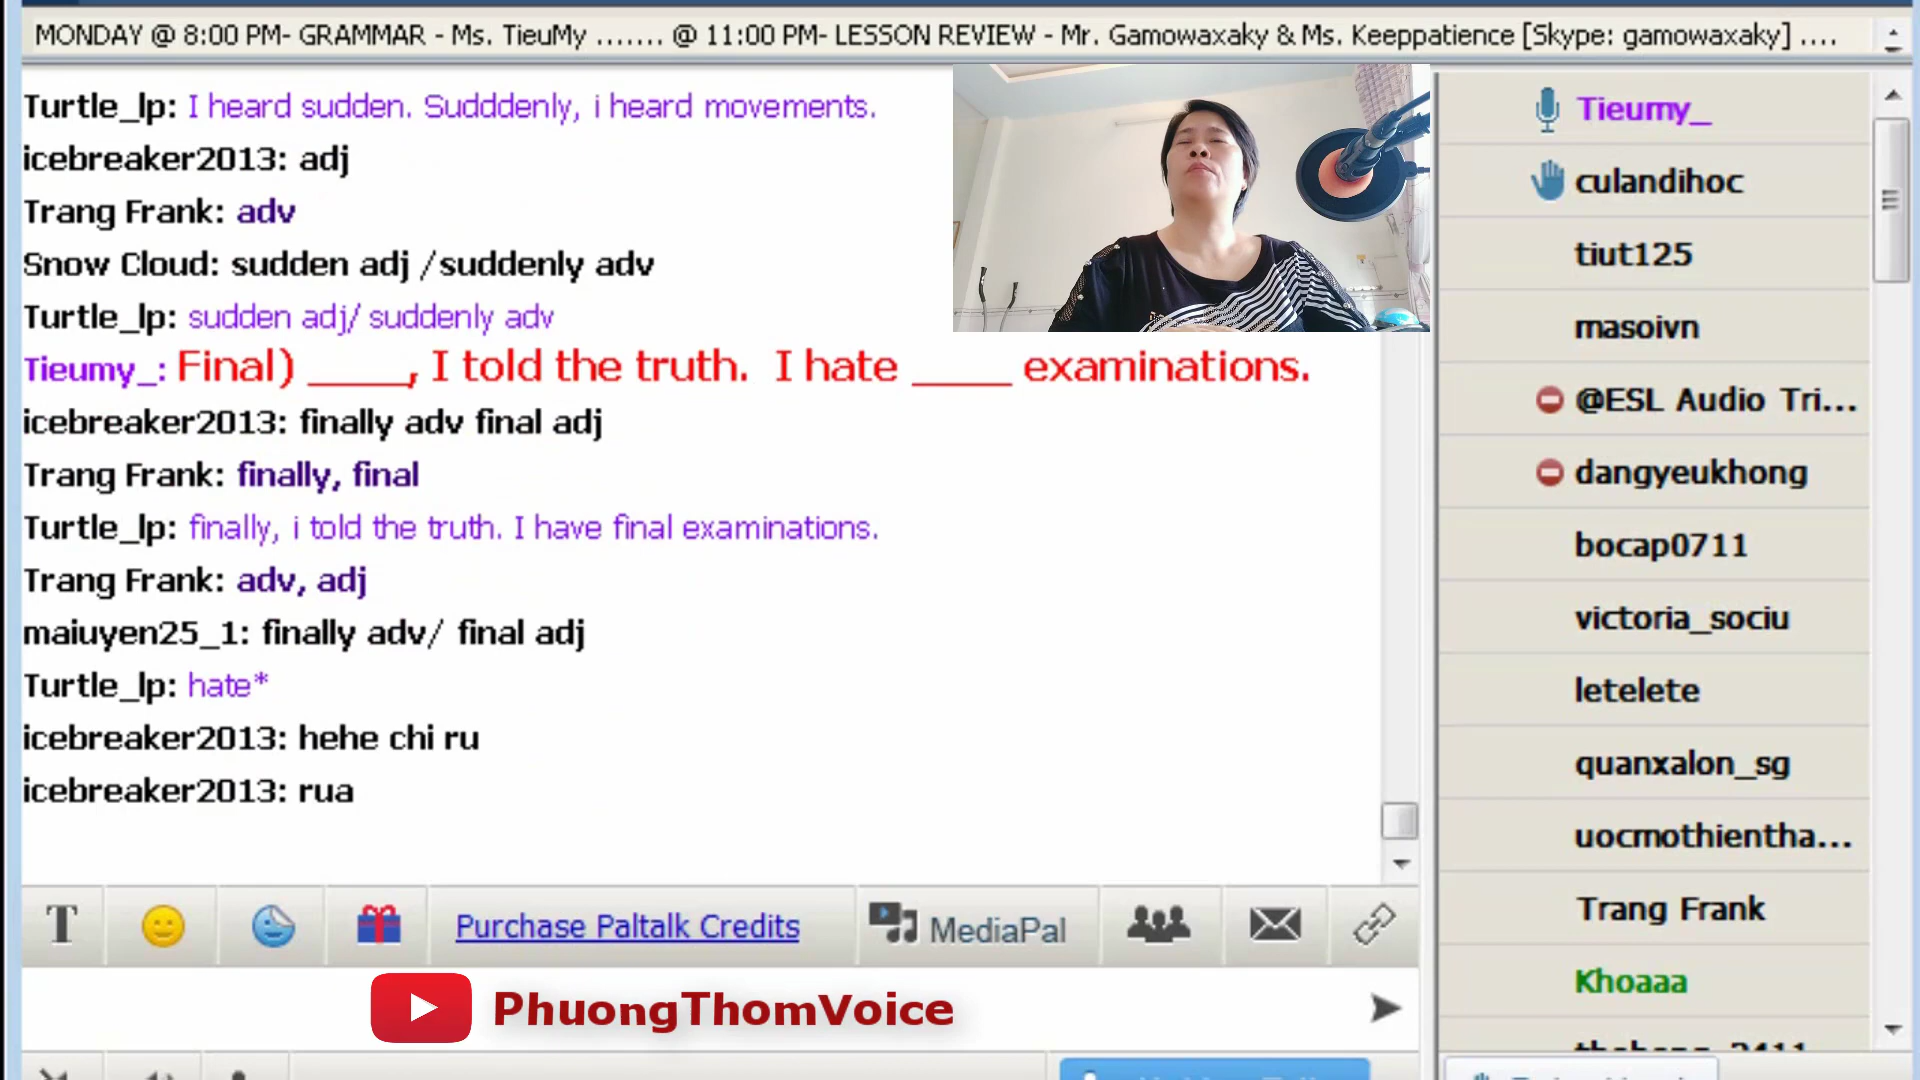 MONDAY @ 8:00 PM- GRAMMAR - Ms. TieuMy ....... @ 11:00 PM- LESSON REVIEW - Mr. Gamowaxaky & Ms. Keeppatience [Skype: gamowaxaky] ....
Turtle_lp: I heard sudden. Sudddenly, i heard movements.
icebreaker2013: adj
Trang Frank: adv
Snow Cloud: sudden adj /suddenly adv
Turtle_lp: sudden adj/ suddenly adv
Tieumy_: Final) ____, I told the truth.  I hate ____ examinations.
icebreaker2013: finally adv final adj
Trang Frank: finally, final
Turtle_lp: finally, i told the truth. I have final examinations.
Trang Frank: adv, adj
maiuyen25_1: finally adv/ final adj
Turtle_lp: hate*
icebreaker2013: hehe chi ru
icebreaker2013: rua
T
Purchase Paltalk Credits
MediaPal
PhuongThomVoice
Tieumy_
culandihoc
tiut125
masoivn
@ESL Audio Tri...
dangyeukhong
bocap0711
victoria_sociu
letelete
quanxalon_sg
uocmothientha...
Trang Frank
Khoaaa